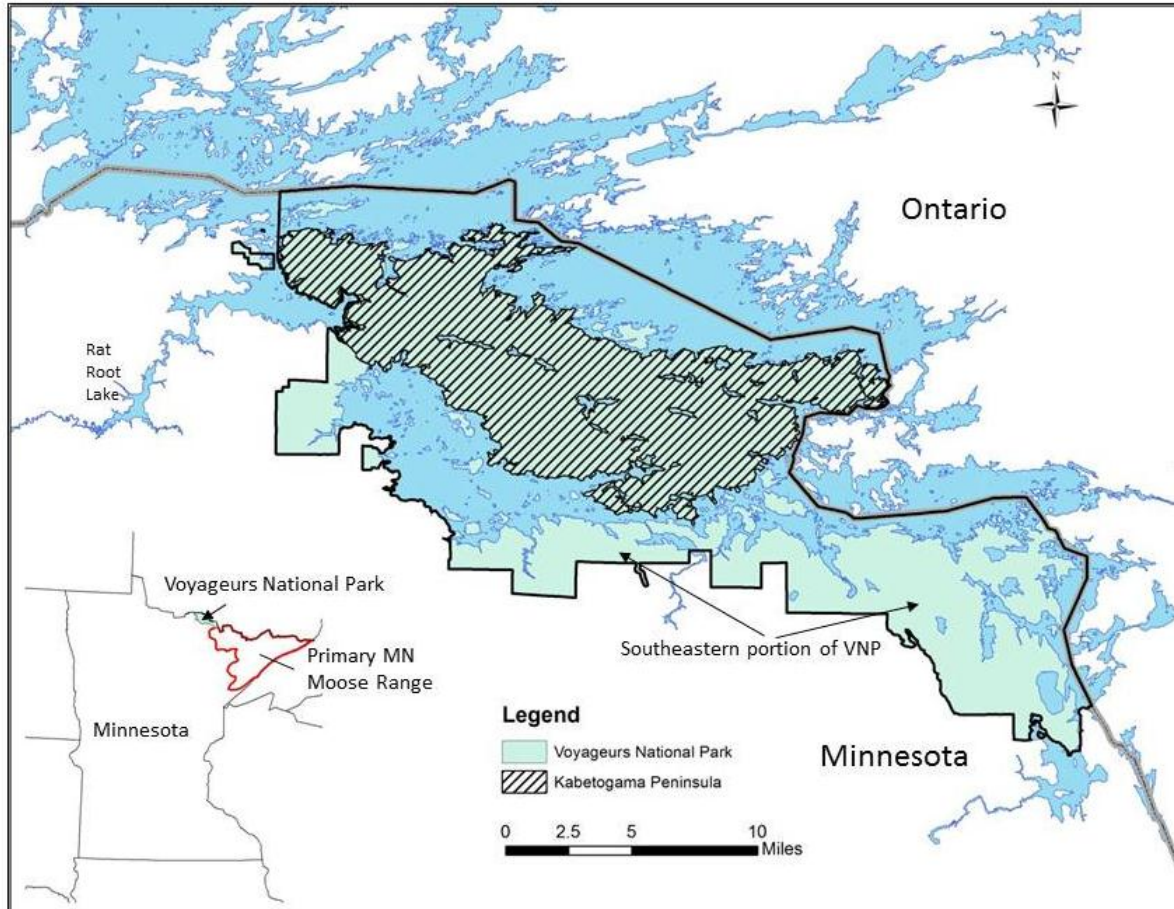 N
Ontario
Rat
Root
Lake
Voyageurs National Park
Southeastern portion of VNP
Primary MN
Moose Range
Minnesota
Legend
Voyageurs National Park
Kabetogama Peninsula
Minnesota
0 2.5 5 10
Miles